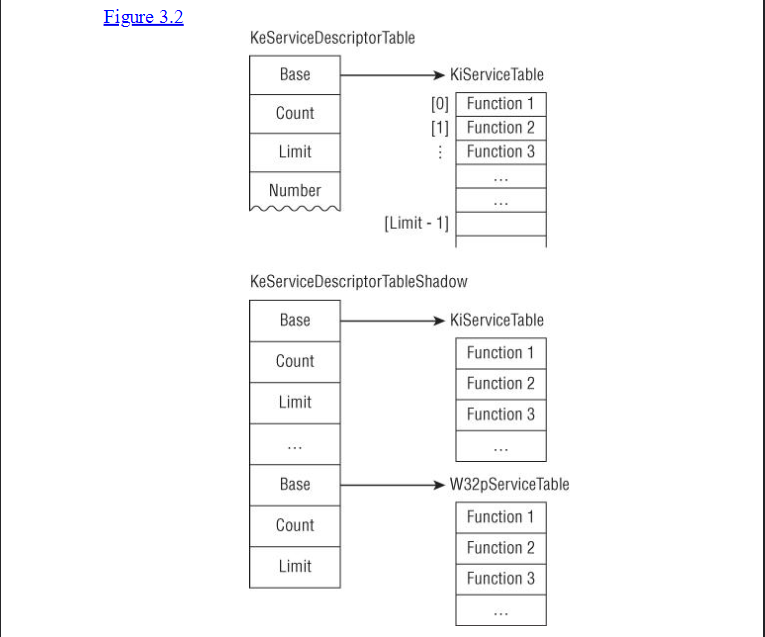 Figure 3.2
KeServiceDescriptorTable
Base
KiServiceTable
[0] Function 1
Count
[1] Function 2
Limit
⋮ Function 3
...
Number
...
[Limit - 1]
KeServiceDescriptorTableShadow
Base
KiServiceTable
Function 1
Count
Function 2
Limit
Function 3
...
...
Base
W32pServiceTable
Function 1
Count
Function 2
Limit
Function 3
...